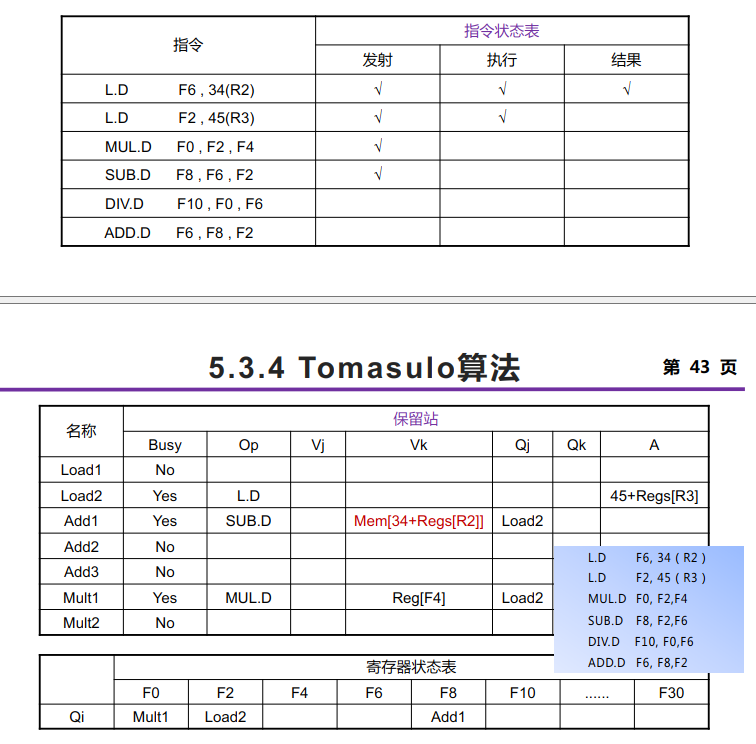 指令 指令状态表
发射 执行 结果
L.D F6 , 34(R2) √ √ √
L.D F2 , 45(R3) √ √
MUL.D F0 , F2 , F4 √
SUB.D F8 , F6 , F2 √
DIV.D F10 , F0 , F6
ADD.D F6 , F8 , F2
5.3.4 Tomasulo算法 第 43 页
名称 保留站
Busy Op Vj Vk Qj Qk A
Load1 No
Load2 Yes L.D 45+Regs[R3]
Add1 Yes SUB.D Mem[34+Regs[R2]] Load2
Add2 No
Add3 No
Mult1 Yes MUL.D Reg[F4] Load2
Mult2 No
L.D F6, 34 ( R2 )
L.D F2, 45 ( R3 )
MUL.D F0, F2,F4
SUB.D F8, F2,F6
DIV.D F10, F0,F6
ADD.D F6, F8,F2
寄存器状态表
F0 F2 F4 F6 F8 F10 ...... F30
Qi Mult1 Load2 Add1